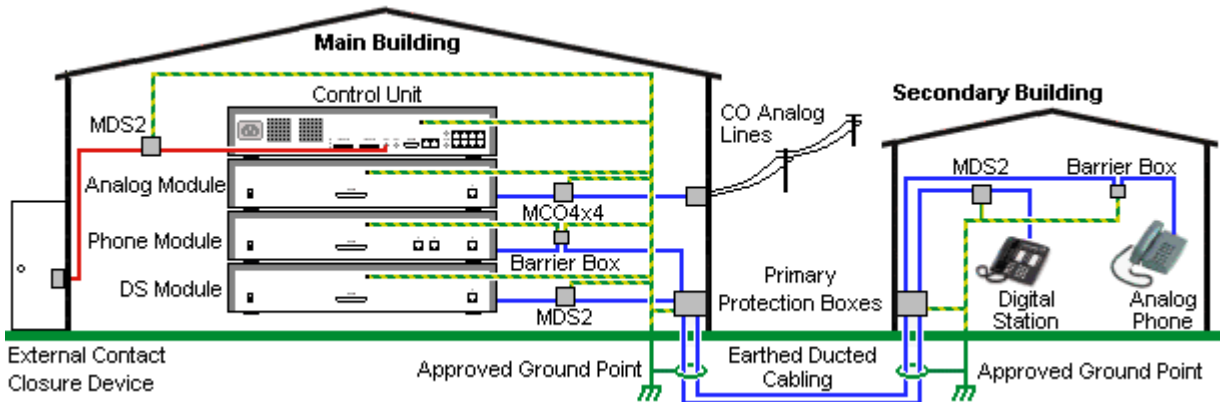 Main Building
Control Unit
MDS2
Analog Module
MCO4x4
Phone Module
Barrier Box
DS Module
MDS2
CO Analog
Lines
Primary
Protection Boxes
Secondary Building
MDS2
Barrier Box
Digital
Station
Analog
Phone
External Contact
Closure Device
Approved Ground Point
Earthed Ducted
Cabling
Approved Ground Point